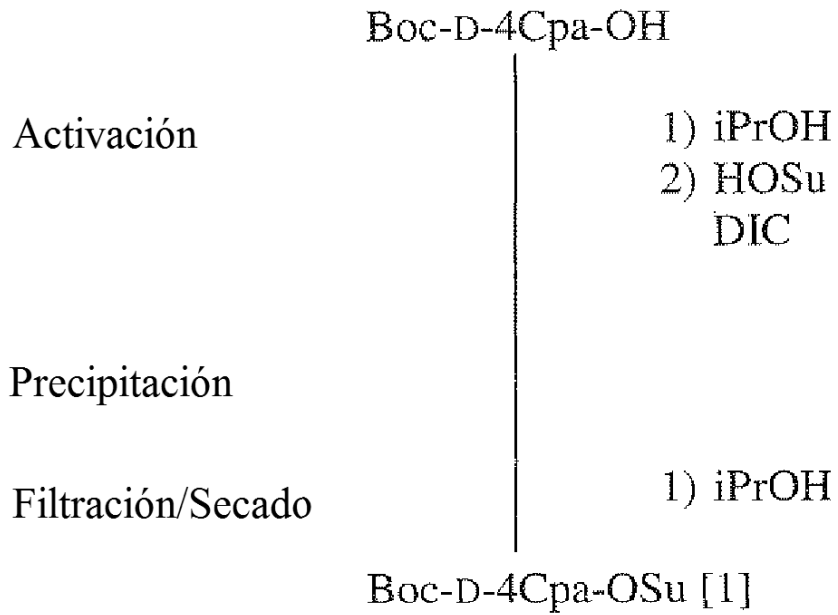 Boc-D-4Cpa-OH
Activación
1) iPrOH
2) HOSu
DIC
Precipitación
Filtración/Secado
1) iPrOH
Boc-D-4Cpa-OSu [1]